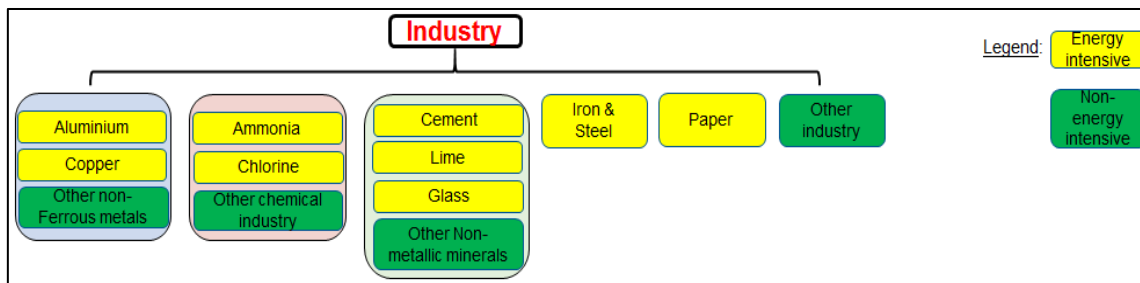 Industry
Legend:
Energy
intensive
Non-
energy
intensive
Aluminium
Copper
Other non-
Ferrous metals
Ammonia
Chlorine
Other chemical
industry
Cement
Lime
Glass
Other Non-
metallic minerals
Iron &
Steel
Paper
Other
industry